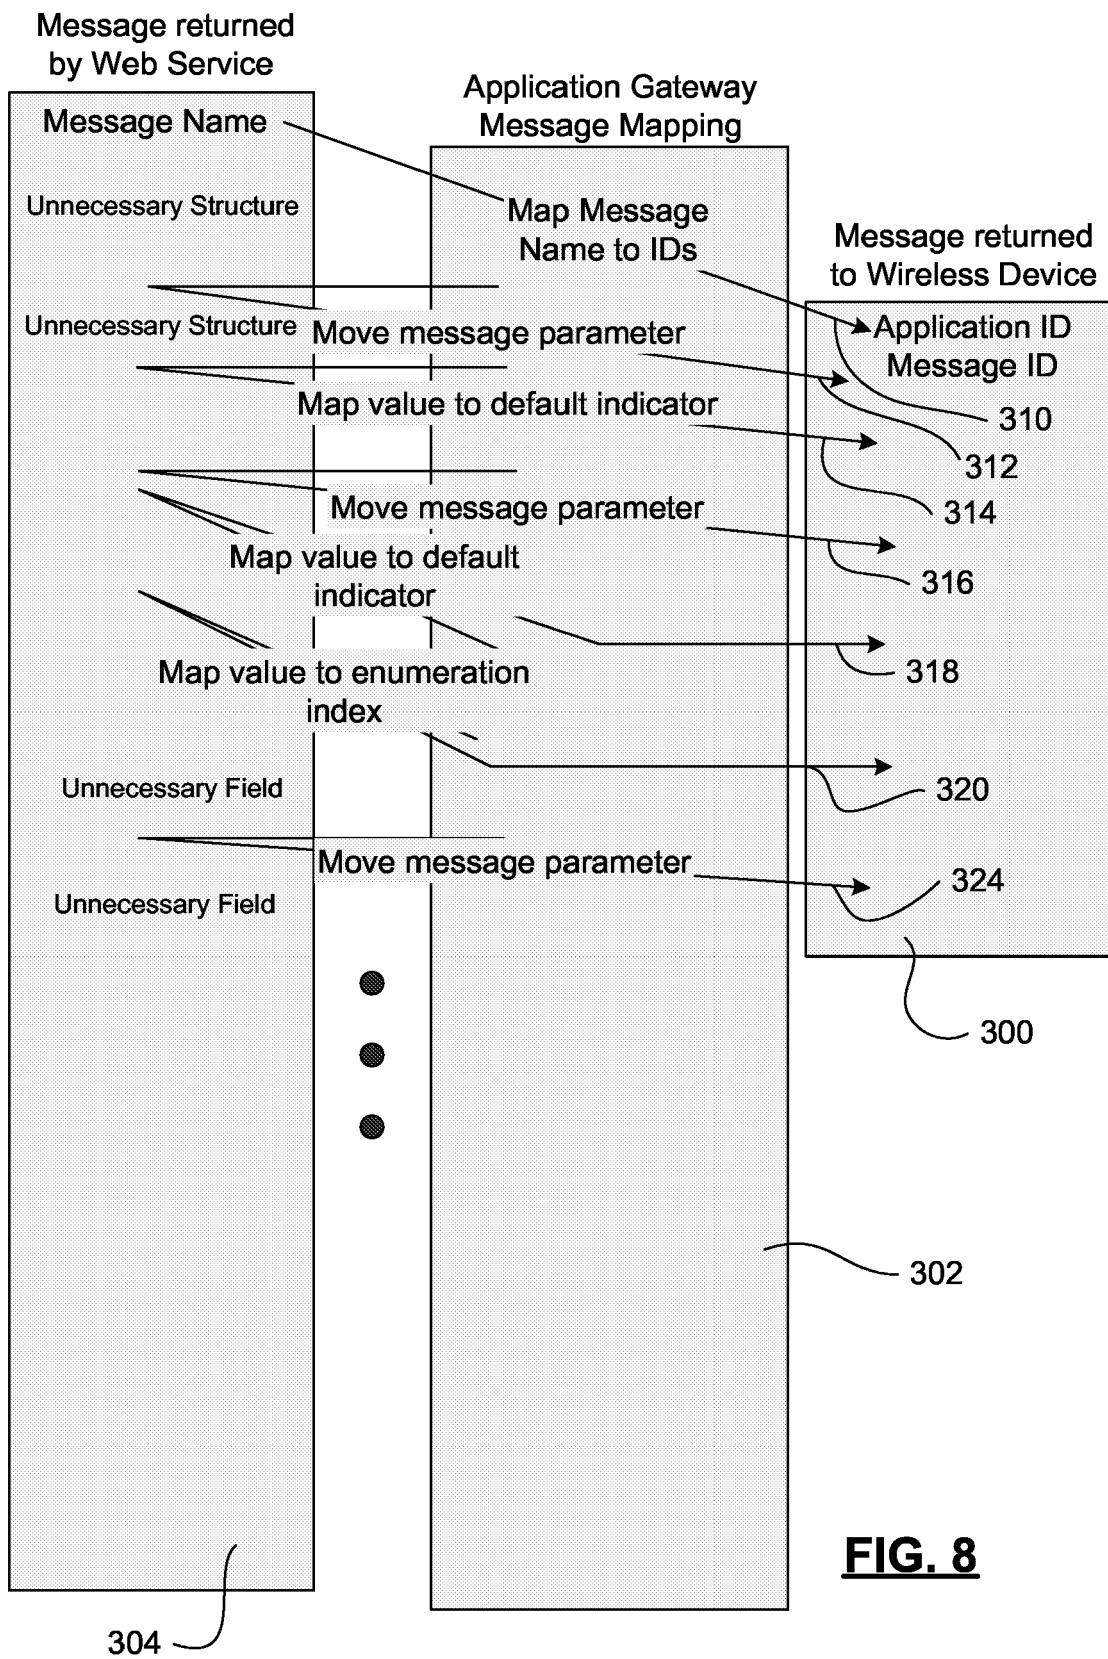 Message returned
by Web Service
Application Gateway
Message Mapping
Message Name
Unnecessary Structure
Map Message
Name to IDs
Message returned
to Wireless Device
Unnecessary Structure
Move message parameter
Application ID
Message ID
Map value to default indicator
310
312
314
Move message parameter
Map value to default
indicator
316
Map value to enumeration
index
318
Unnecessary Field
320
Move message parameter
324
Unnecessary Field
300
302
FIG. 8
304